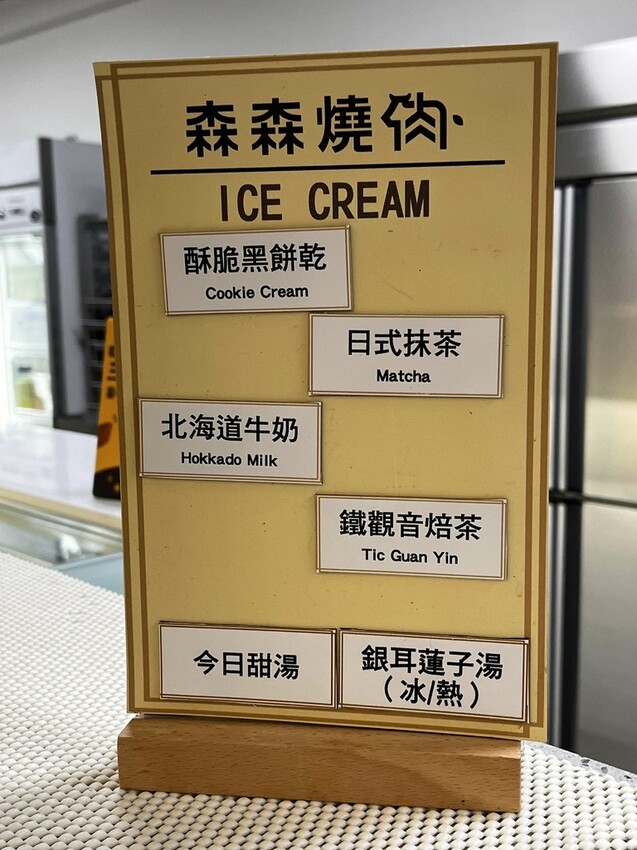 森森燒肉
ICE CREAM
酥脆黑餅乾
Cookie Cream
日式抹茶
Matcha
北海道牛奶
Hokkado Milk
鐵觀音焙茶
Tic Guan Yin
今日甜湯
銀耳蓮子湯
(冰/熱)